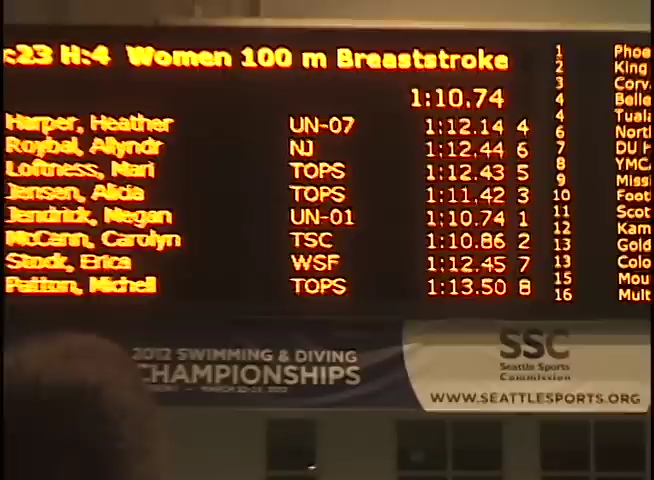 :23 H:4 Women 100 m Breaststroke
1:10.74
Harper, Heather UN-07 1:12.14 4
Roybal, Allyndr NJ 1:12.44 6
Loftness, Mari TOPS 1:12.43 5
Jensen, Alicia TOPS 1:11.42 3
Jendrick, Megan UN-01 1:10.74 1
McCann, Carolyn TSC 1:10.86 2
Stock, Erica WSF 1:12.45 7
Patton, Michell TOPS 1:13.50 8
1 Phoe
2 King
3 Corv
4 Belle
4 Tuala
6 North
7 DU H
8 YMCA
9 Missi
10 Foot
11 Scot
12 Kam
13 Gold
13 Colo
15 Mou
16 Mult
2012 SWIMMING & DIVING
CHAMPIONSHIPS
SSC
Seattle Sports
Commission
WWW.SEATTLESPORTS.ORG